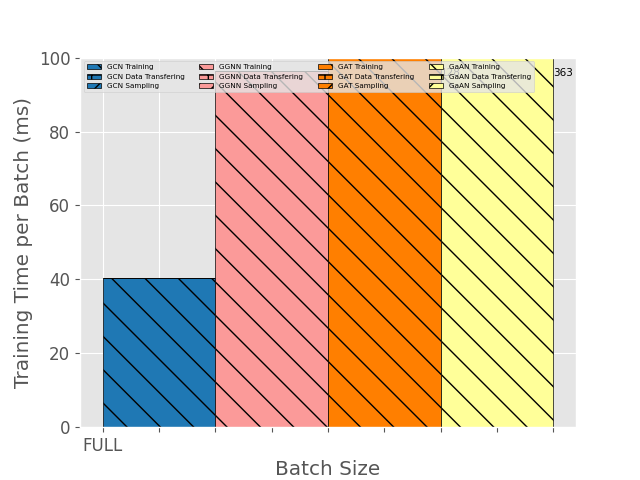 100
80
60
40
20
0
Training Time per Batch (ms)
GCN Training GGNN Training GAT Training GaAN Training
GCN Data Transfering GGNN Data Transfering GAT Data Transfering GaAN Data Transfering
GCN Sampling GGNN Sampling GAT Sampling GaAN Sampling
363
FULL
Batch Size